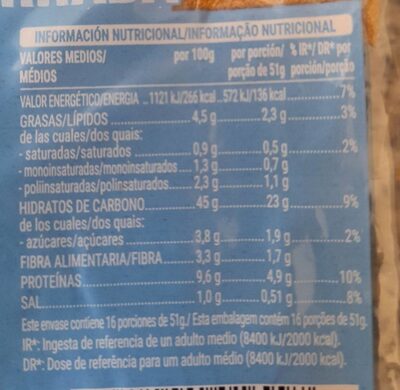 INFORMACIÓN NUTRICIONAL/INFORMAÇÃO NUTRICIONAL
VALORES MEDIOS/ por 100g por porción/ % IR*/ DR* por
MÉDIOS porção de 51g porción/porção
VALOR ENERGÉTICO/ENERGIA...1121 kJ/266 kcal..572 kJ/136 kcal...............7%
GRASAS/LÍPIDOS........................4,5 g.............2,3 g...............3%
de las cuales/dos quais:
- saturadas/saturados.................0,9 g.............0,5 g...............2%
- monoinsaturadas/monoinsaturados...1,3 g.............0,7 g
- poliinsaturadas/polinsaturados......2,3 g.............1,1 g
HIDRATOS DE CARBONO...............45 g.............23 g...............9%
de los cuales/dos quais:
- azúcares/açúcares....................3,8 g.............1,9 g...............2%
FIBRA ALIMENTARIA/FIBRA............3,3 g.............1,7 g
PROTEÍNAS..............................9,6 g.............4,9 g...............10%
SAL.......................................1,0 g.............0,51 g...............8%
Este envase contiene 16 porciones de 51g./ Esta embalagem contém 16 porções de 51g.
IR*: Ingesta de referencia de un adulto medio (8400 kJ/2000 kcal).
DR*: Dose de referência para um adulto médio (8400 kJ/2000 kcal).